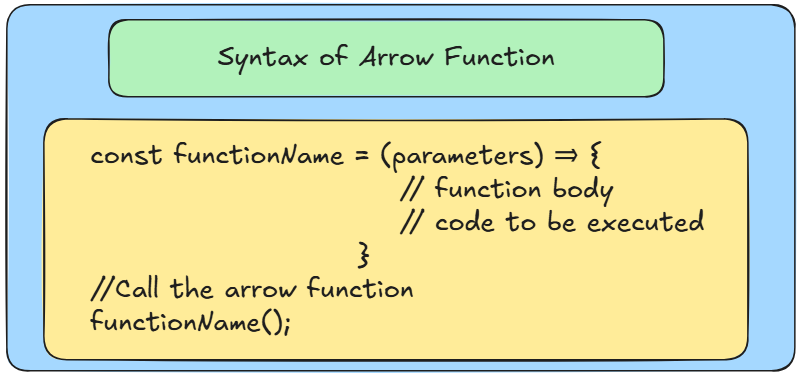 Syntax of Arrow Function
const functionName = (parameters) => {
// function body
// code to be executed
}
//Call the arrow function
functionName();